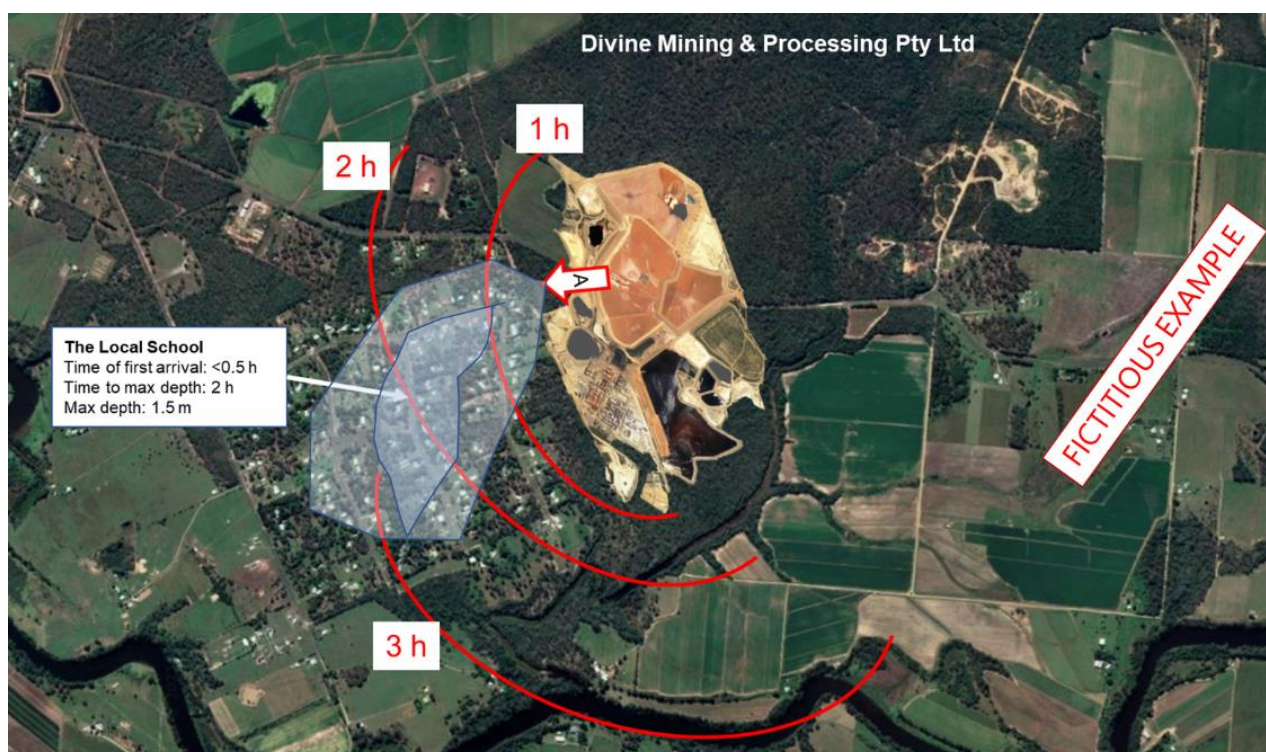 Divine Mining & Processing Pty Ltd
1 h
2 h
A
The Local School
Time of first arrival: <0.5 h
Time to max depth: 2 h
Max depth: 1.5 m
3 h
FICTITIOUS EXAMPLE